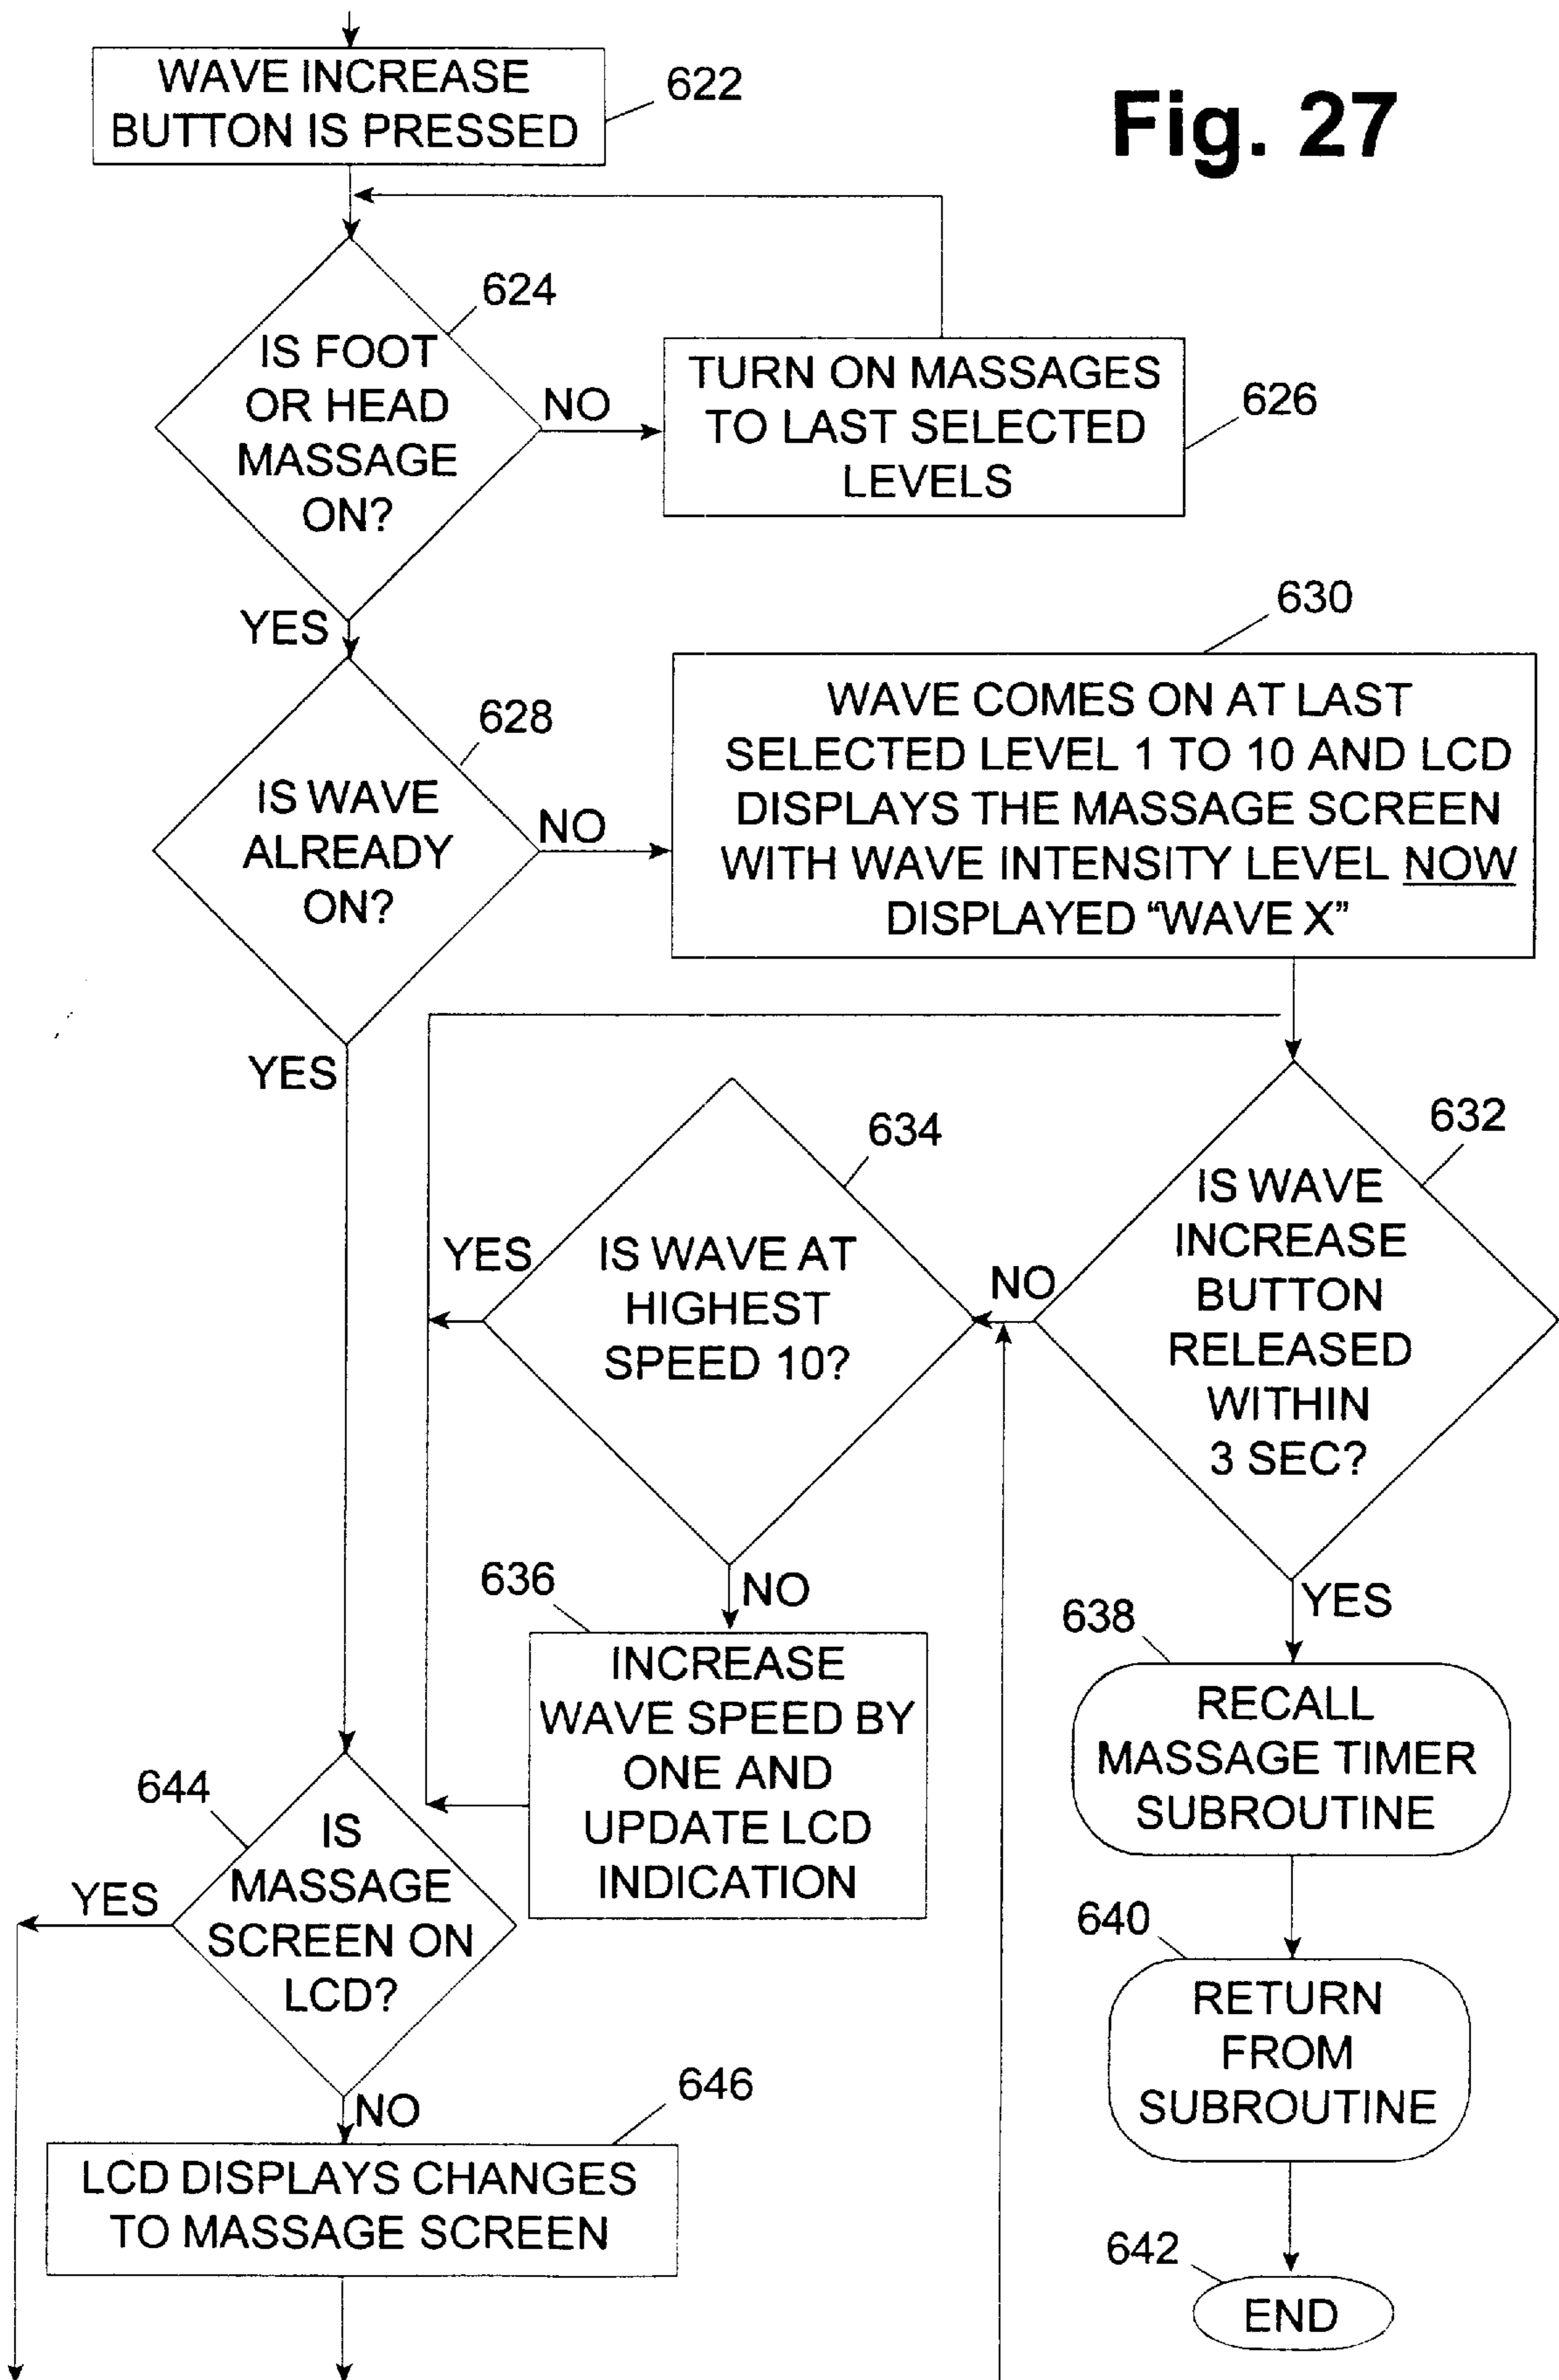 Fig. 27
WAVE INCREASE
BUTTON IS PRESSED
622
624
IS FOOT
OR HEAD
MASSAGE
ON?
NO
TURN ON MASSAGES
TO LAST SELECTED
LEVELS
626
YES
628
IS WAVE
ALREADY
ON?
NO
630
WAVE COMES ON AT LAST
SELECTED LEVEL 1 TO 10 AND LCD
DISPLAYS THE MASSAGE SCREEN
WITH WAVE INTENSITY LEVEL NOW
DISPLAYED “WAVE X”
YES
632
IS WAVE
INCREASE
BUTTON
RELEASED
WITHIN
3 SEC?
NO
634
IS WAVE AT
HIGHEST
SPEED 10?
YES
NO
636
INCREASE
WAVE SPEED BY
ONE AND
UPDATE LCD
INDICATION
YES
638
RECALL
MASSAGE TIMER
SUBROUTINE
640
RETURN
FROM
SUBROUTINE
642
END
644
IS
MASSAGE
SCREEN ON
LCD?
YES
NO
646
LCD DISPLAYS CHANGES
TO MASSAGE SCREEN